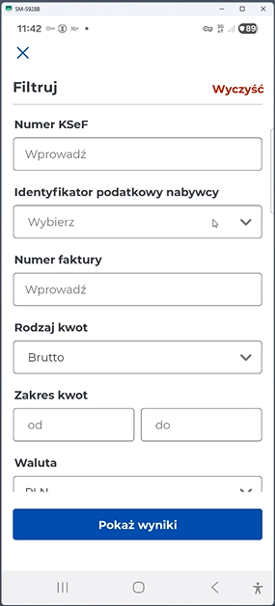 SM-S928B
11:42
89
Filtruj
Wyczyść
Numer KSeF
Wprowadź
Identyfikator podatkowy nabywcy
Wybierz
Numer faktury
Wprowadź
Rodzaj kwot
Brutto
Zakres kwot
od
do
Waluta
PLN
Pokaż wyniki